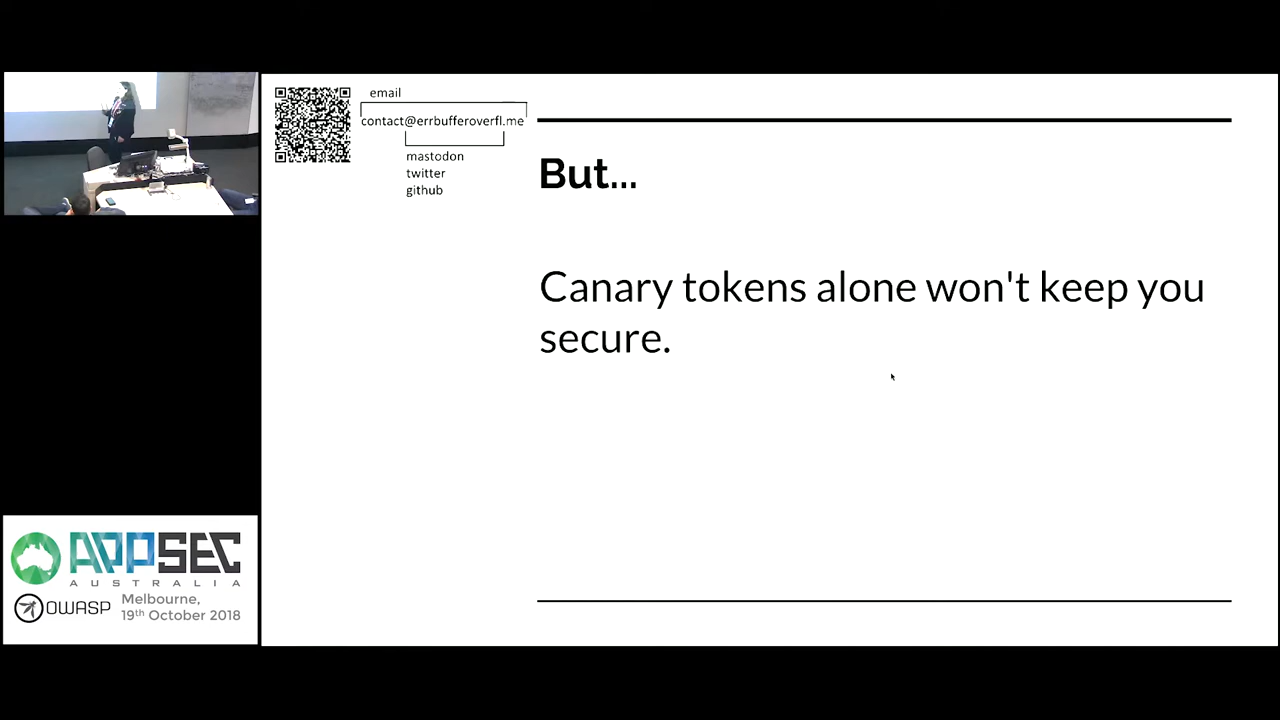 email
contact@errbufferoverfl.me
mastodon
twitter
github
But...
Canary tokens alone won't keep you
secure.
APPSEC
AUSTRALIA
OWASP
Melbourne,
19th October 2018